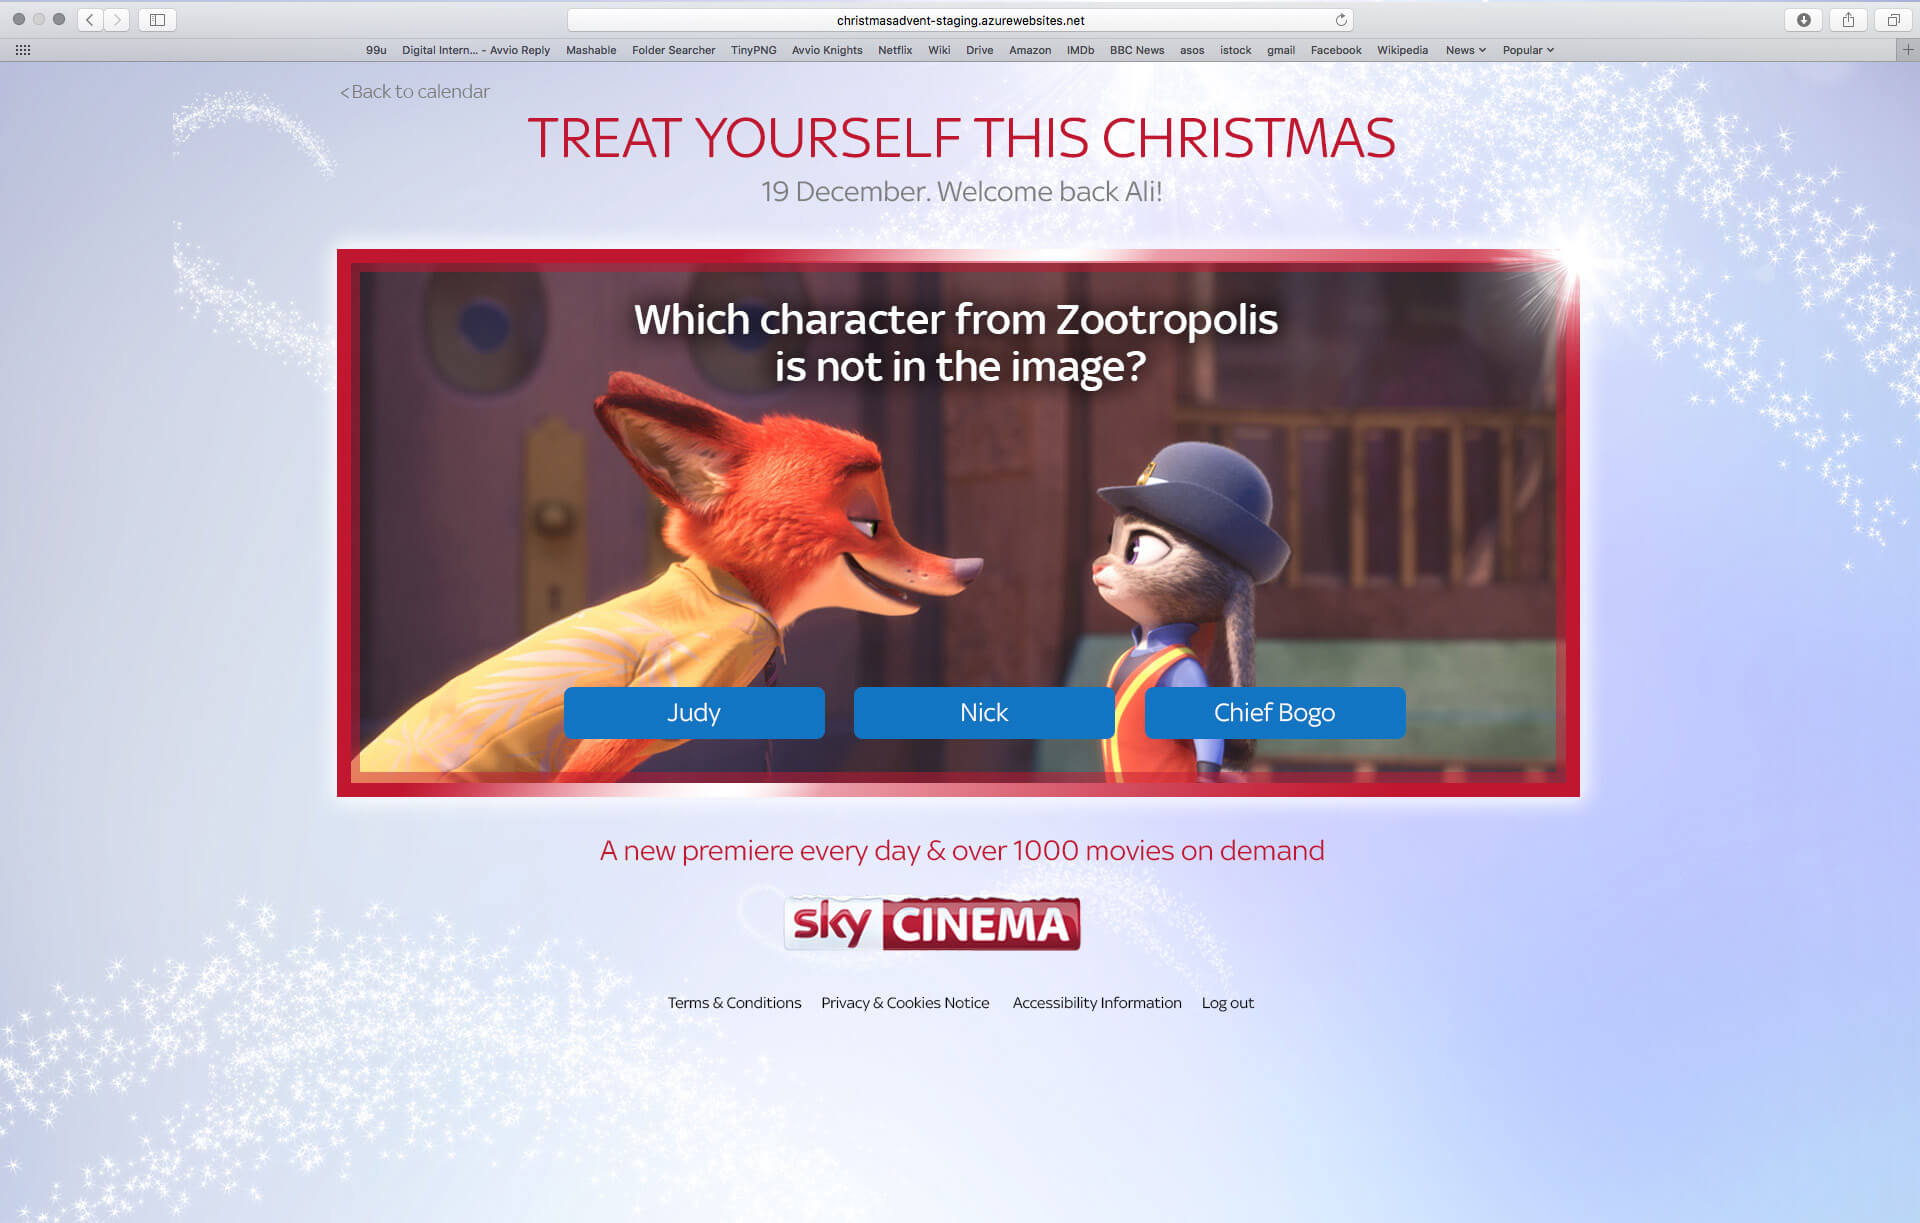 christmasadvent-staging.azurewebsites.net
99u Digital Intern... - Avvio Reply Mashable Folder Searcher TinyPNG Avvio Knights Netflix Wiki Drive Amazon IMDb BBC News asos istock gmail Facebook Wikipedia News Popular
<Back to calendar
TREAT YOURSELF THIS CHRISTMAS
19 December. Welcome back Ali!
Which character from Zootropolis
is not in the image?
Judy Nick Chief Bogo
A new premiere every day & over 1000 movies on demand
sky CINEMA
Terms & Conditions Privacy & Cookies Notice Accessibility Information Log out